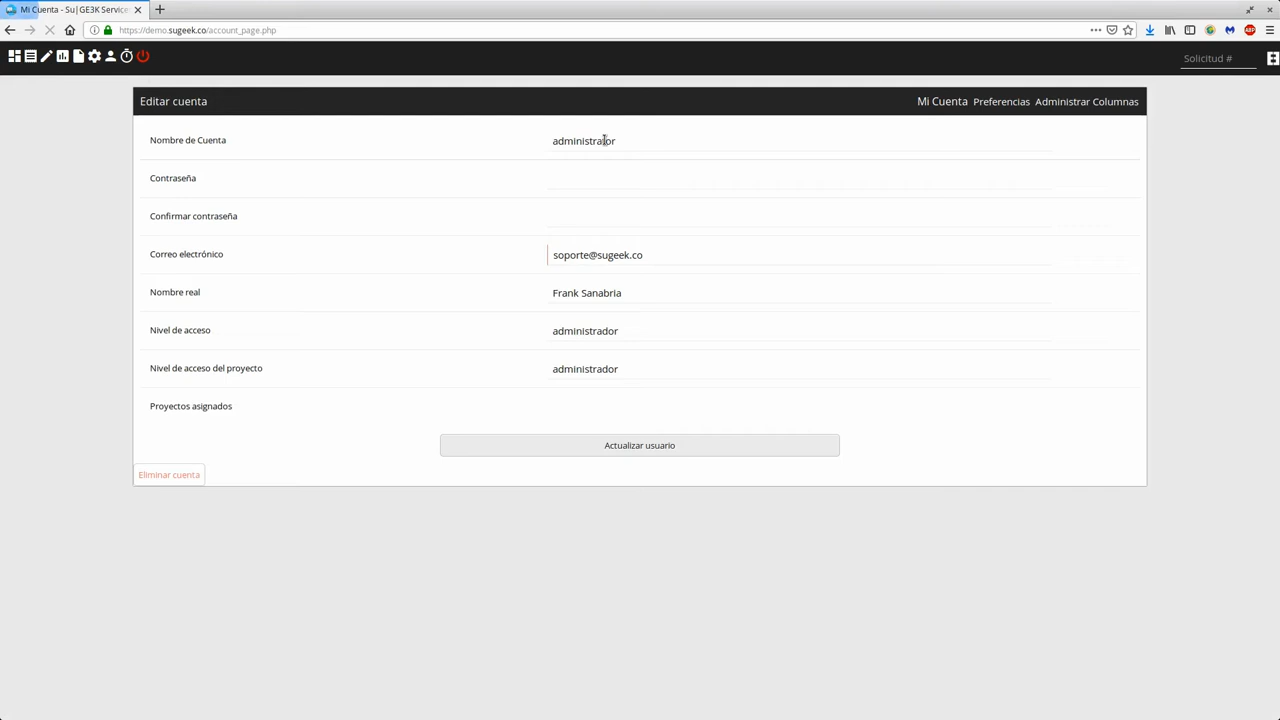 Mi Cuenta - Su|GE3K Service
https://demo.sugeek.co/account_page.php
ABP
Solicitud #
Editar cuenta
Mi Cuenta Preferencias Administrar Columnas
Nombre de Cuenta administrador
Contraseña
Confirmar contraseña
Correo electrónico soporte@sugeek.co
Nombre real Frank Sanabria
Nivel de acceso administrador
Nivel de acceso del proyecto administrador
Proyectos asignados
Actualizar usuario
Eliminar cuenta